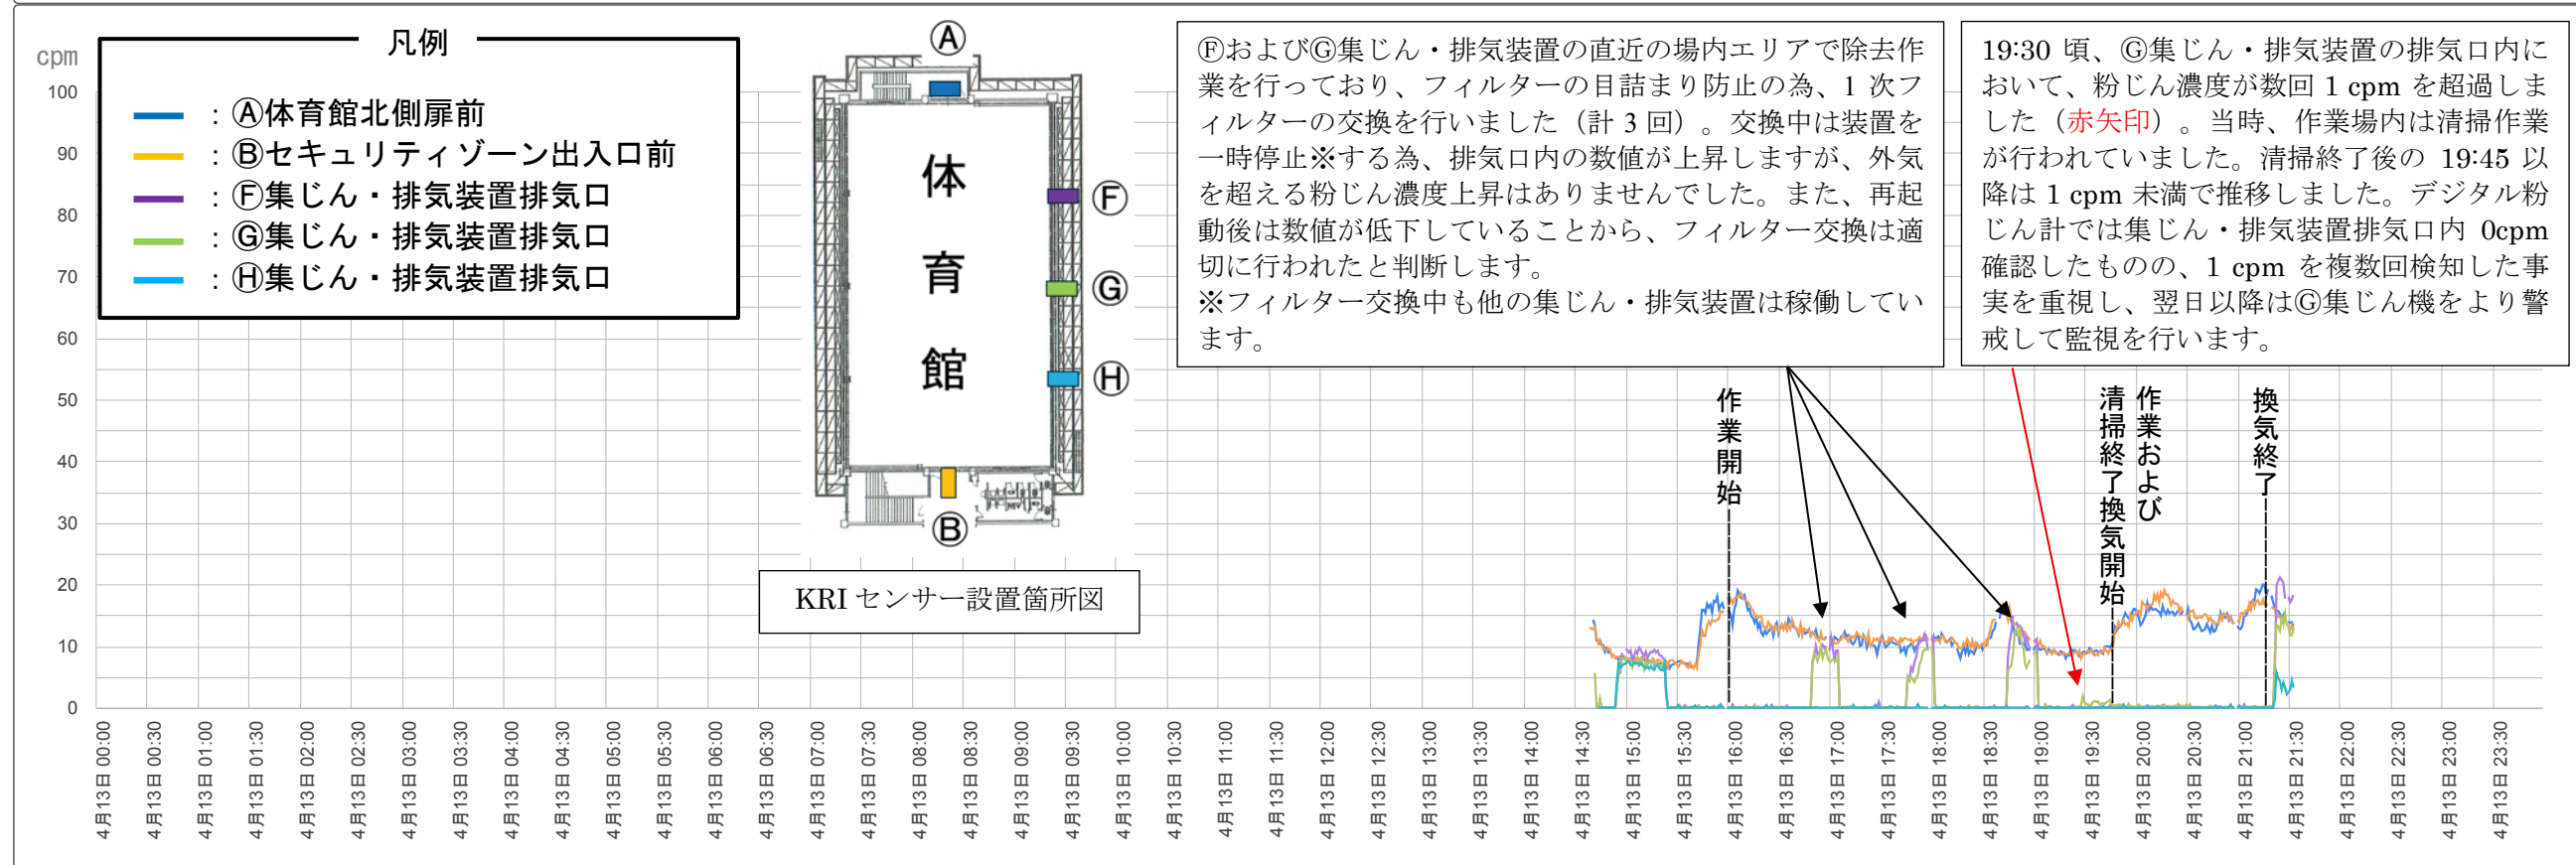 凡例
cpm
：Ⓐ体育館北側扉前
：Ⓑセキュリティゾーン出入口前
：Ⓕ集じん・排気装置排気口
：Ⓖ集じん・排気装置排気口
：Ⓗ集じん・排気装置排気口
Ⓐ
体
育
館
Ⓕ
Ⓖ
Ⓗ
Ⓑ
KRI センサー設置箇所図
Ⓕおよび Ⓖ集じん・排気装置の直近の場内エリアで除去作
業を行っており、フィルターの目詰まり防止の為、1 次フ
ィルターの交換を行いました（計 3 回）。交換中は装置を
一時停止※する為、排気口内の数値が上昇しますが、外気
を超える粉じん濃度上昇はありませんでした。また、再起
動後は数値が低下していることから、フィルター交換は適
切に行われたと判断します。
※フィルター交換中も他の集じん・排気装置は稼働してい
ます。
19:30 頃、Ⓖ集じん・排気装置の排気口内に
おいて、粉じん濃度が数回 1 cpm を超過しま
した（赤矢印）。当時、作業場内は清掃作業
が行われていました。清掃終了後の 19:45 以
降は 1 cpm 未満で推移しました。デジタル粉
じん計では集じん・排気装置排気口内 0cpm
確認したものの、1 cpm を複数回検知した事
実を重視し、翌日以降はⒼ集じん機をより警
戒して監視を行います。
作業開始
作業および
清掃終了換気開始
換気終了
100
90
80
70
60
50
40
30
20
10
0
4月13日 00:00
4月13日 00:30
4月13日 01:00
4月13日 01:30
4月13日 02:00
4月13日 02:30
4月13日 03:00
4月13日 03:30
4月13日 04:00
4月13日 04:30
4月13日 05:00
4月13日 05:30
4月13日 06:00
4月13日 06:30
4月13日 07:00
4月13日 07:30
4月13日 08:00
4月13日 08:30
4月13日 09:00
4月13日 09:30
4月13日 10:00
4月13日 10:30
4月13日 11:00
4月13日 11:30
4月13日 12:00
4月13日 12:30
4月13日 13:00
4月13日 13:30
4月13日 14:00
4月13日 14:30
4月13日 15:00
4月13日 15:30
4月13日 16:00
4月13日 16:30
4月13日 17:00
4月13日 17:30
4月13日 18:00
4月13日 18:30
4月13日 19:00
4月13日 19:30
4月13日 20:00
4月13日 20:30
4月13日 21:00
4月13日 21:30
4月13日 22:00
4月13日 22:30
4月13日 23:00
4月13日 23:30